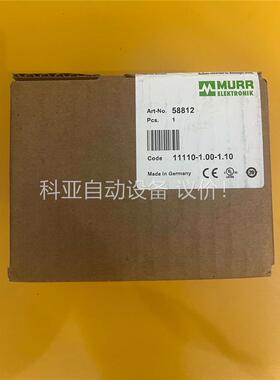 MURR
ELEKTRONIK
Art-No. 58812
Pcs. 1
科亚自动设备 议价!
Code 11110-1.00-1.10
Made in Germany
CE